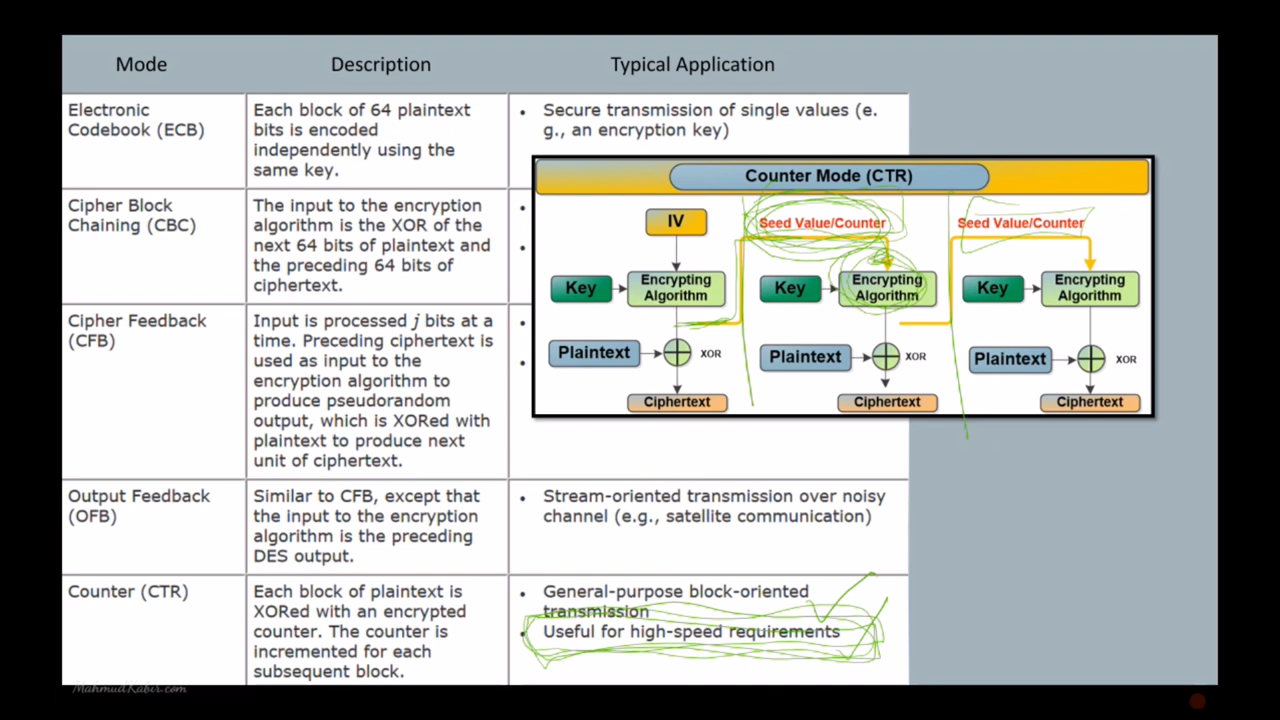 Mode
Description
Typical Application
Electronic
Codebook (ECB)
Each block of 64 plaintext
bits is encoded
independently using the
same key.
• Secure transmission of single values (e.
g., an encryption key)
Cipher Block
Chaining (CBC)
The input to the encryption
algorithm is the XOR of the
next 64 bits of plaintext and
the preceding 64 bits of
ciphertext.
•
•
Cipher Feedback
(CFB)
Input is processed j bits at a
time. Preceding ciphertext is
used as input to the
encryption algorithm to
produce pseudorandom
output, which is XORed with
plaintext to produce next
unit of ciphertext.
•
•
Counter Mode (CTR)
IV
Seed Value/Counter
Seed Value/Counter
Key
Encrypting
Algorithm
Key
Encrypting
Algorithm
Key
Encrypting
Algorithm
Plaintext
XOR
Plaintext
XOR
Plaintext
XOR
Ciphertext
Ciphertext
Ciphertext
Output Feedback
(OFB)
Similar to CFB, except that
the input to the encryption
algorithm is the preceding
DES output.
• Stream-oriented transmission over noisy
channel (e.g., satellite communication)
Counter (CTR)
Each block of plaintext is
XORed with an encrypted
counter. The counter is
incremented for each
subsequent block.
• General-purpose block-oriented
transmission
• Useful for high-speed requirements
MahmudKabir.com